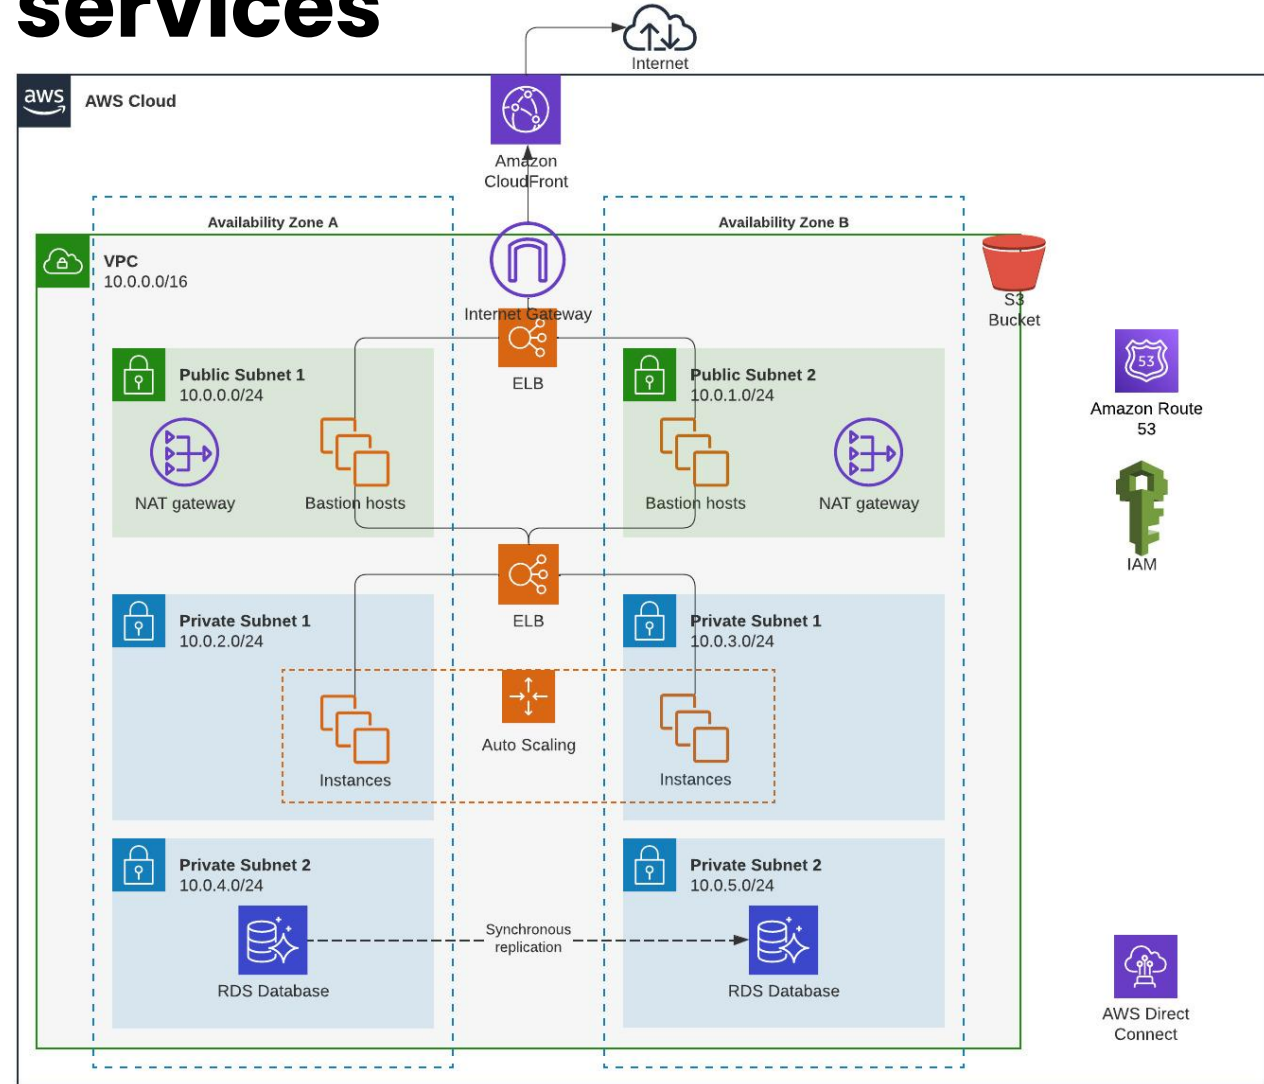 services
Internet
aws
AWS Cloud
Amazon
CloudFront
Availability Zone A
Availability Zone B
VPC
10.0.0.0/16
Internet Gateway
S3
Bucket
ELB
Public Subnet 1
10.0.0.0/24
Public Subnet 2
10.0.1.0/24
53
Amazon Route
53
NAT gateway
Bastion hosts
Bastion hosts
NAT gateway
IAM
ELB
Private Subnet 1
10.0.2.0/24
Private Subnet 1
10.0.3.0/24
Auto Scaling
Instances
Instances
Private Subnet 2
10.0.4.0/24
Private Subnet 2
10.0.5.0/24
Synchronous
replication
RDS Database
RDS Database
AWS Direct
Connect